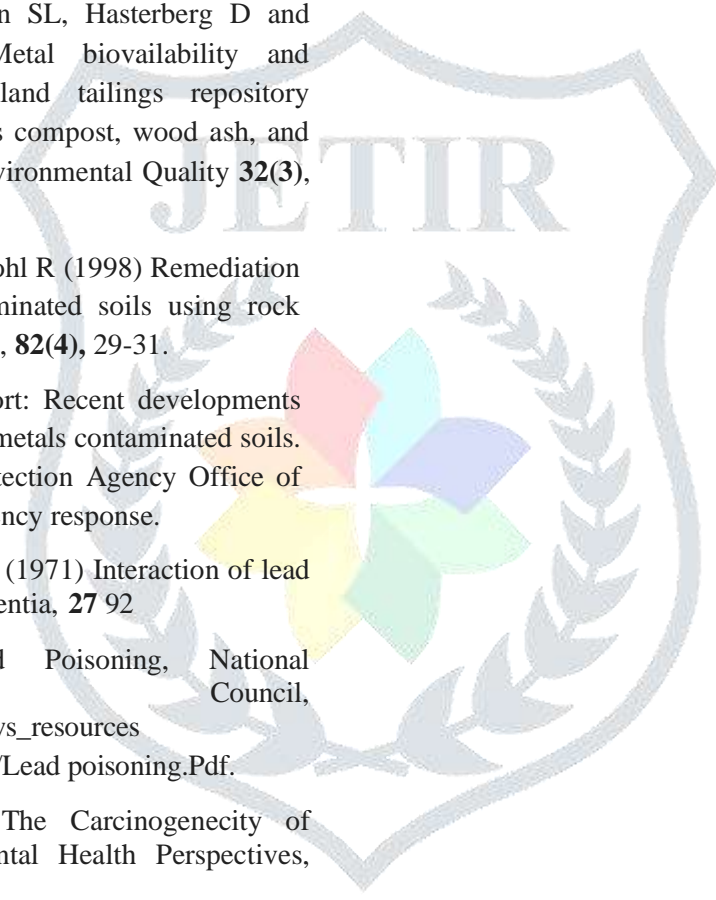 n SL, Hasterberg D and
etal biovailability and
land tailings repository
s compost, wood ash, and
vironmental Quality 32(3),
JETIR
ohl R (1998) Remediation
minated soils using rock
, 82(4), 29-31.
ort: Recent developments
metals contaminated soils.
tection Agency Office of
ency response.
(1971) Interaction of lead
entia, 27 92
d Poisoning, National
Council,
vs_resources
/Lead poisoning.Pdf.
The Carcinogenecity of
ntal Health Perspectives,